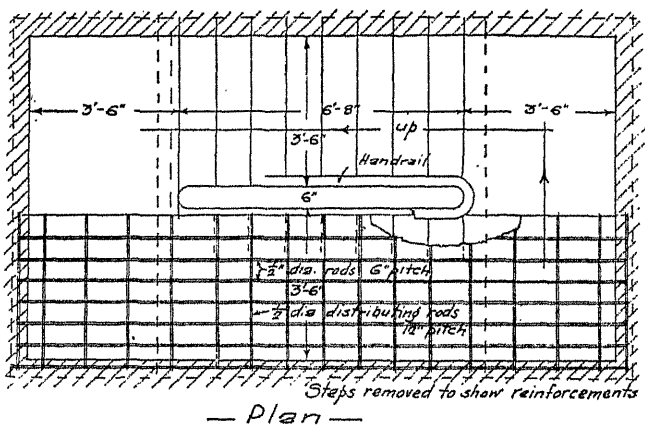 3'-6"
6'-8"
3'-6"
3'-6"
up
Handrail
6"
½" dia. rods 6" pitch
3'-6"
½ dia distributing rods
12" pitch
Steps removed to show reinforcements
— Plan —